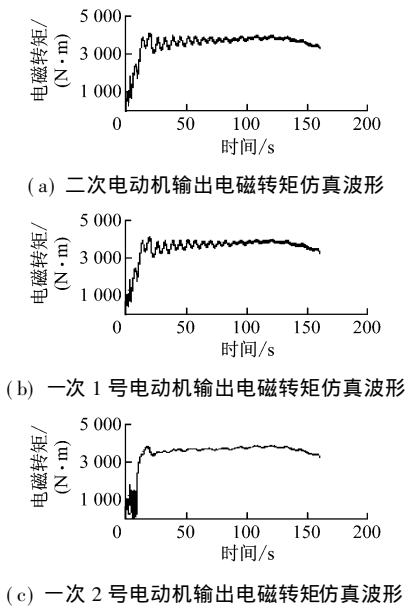 5 000
3 000
1 000
电磁转矩/
(N·m)
0 50 100 150 200
时间/s
(a) 二次电动机输出电磁转矩仿真波形
5 000
3 000
1 000
电磁转矩/
(N·m)
0 50 100 150 200
时间/s
(b) 一次 1 号电动机输出电磁转矩仿真波形
5 000
3 000
1 000
电磁转矩/
(N·m)
0 50 100 150 200
时间/s
(c) 一次 2 号电动机输出电磁转矩仿真波形